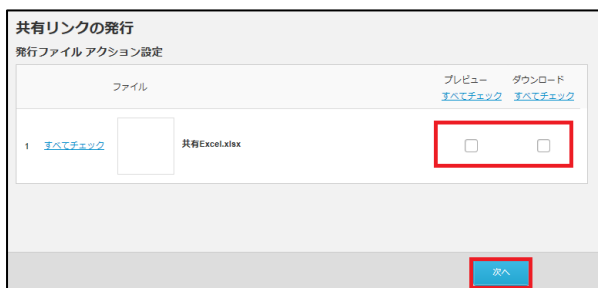 共有リンクの発行
発行ファイル アクション設定
ファイル プレビュー ダウンロード
すべてチェック すべてチェック
1 すべてチェック 共有Excel.xlsx
次へ